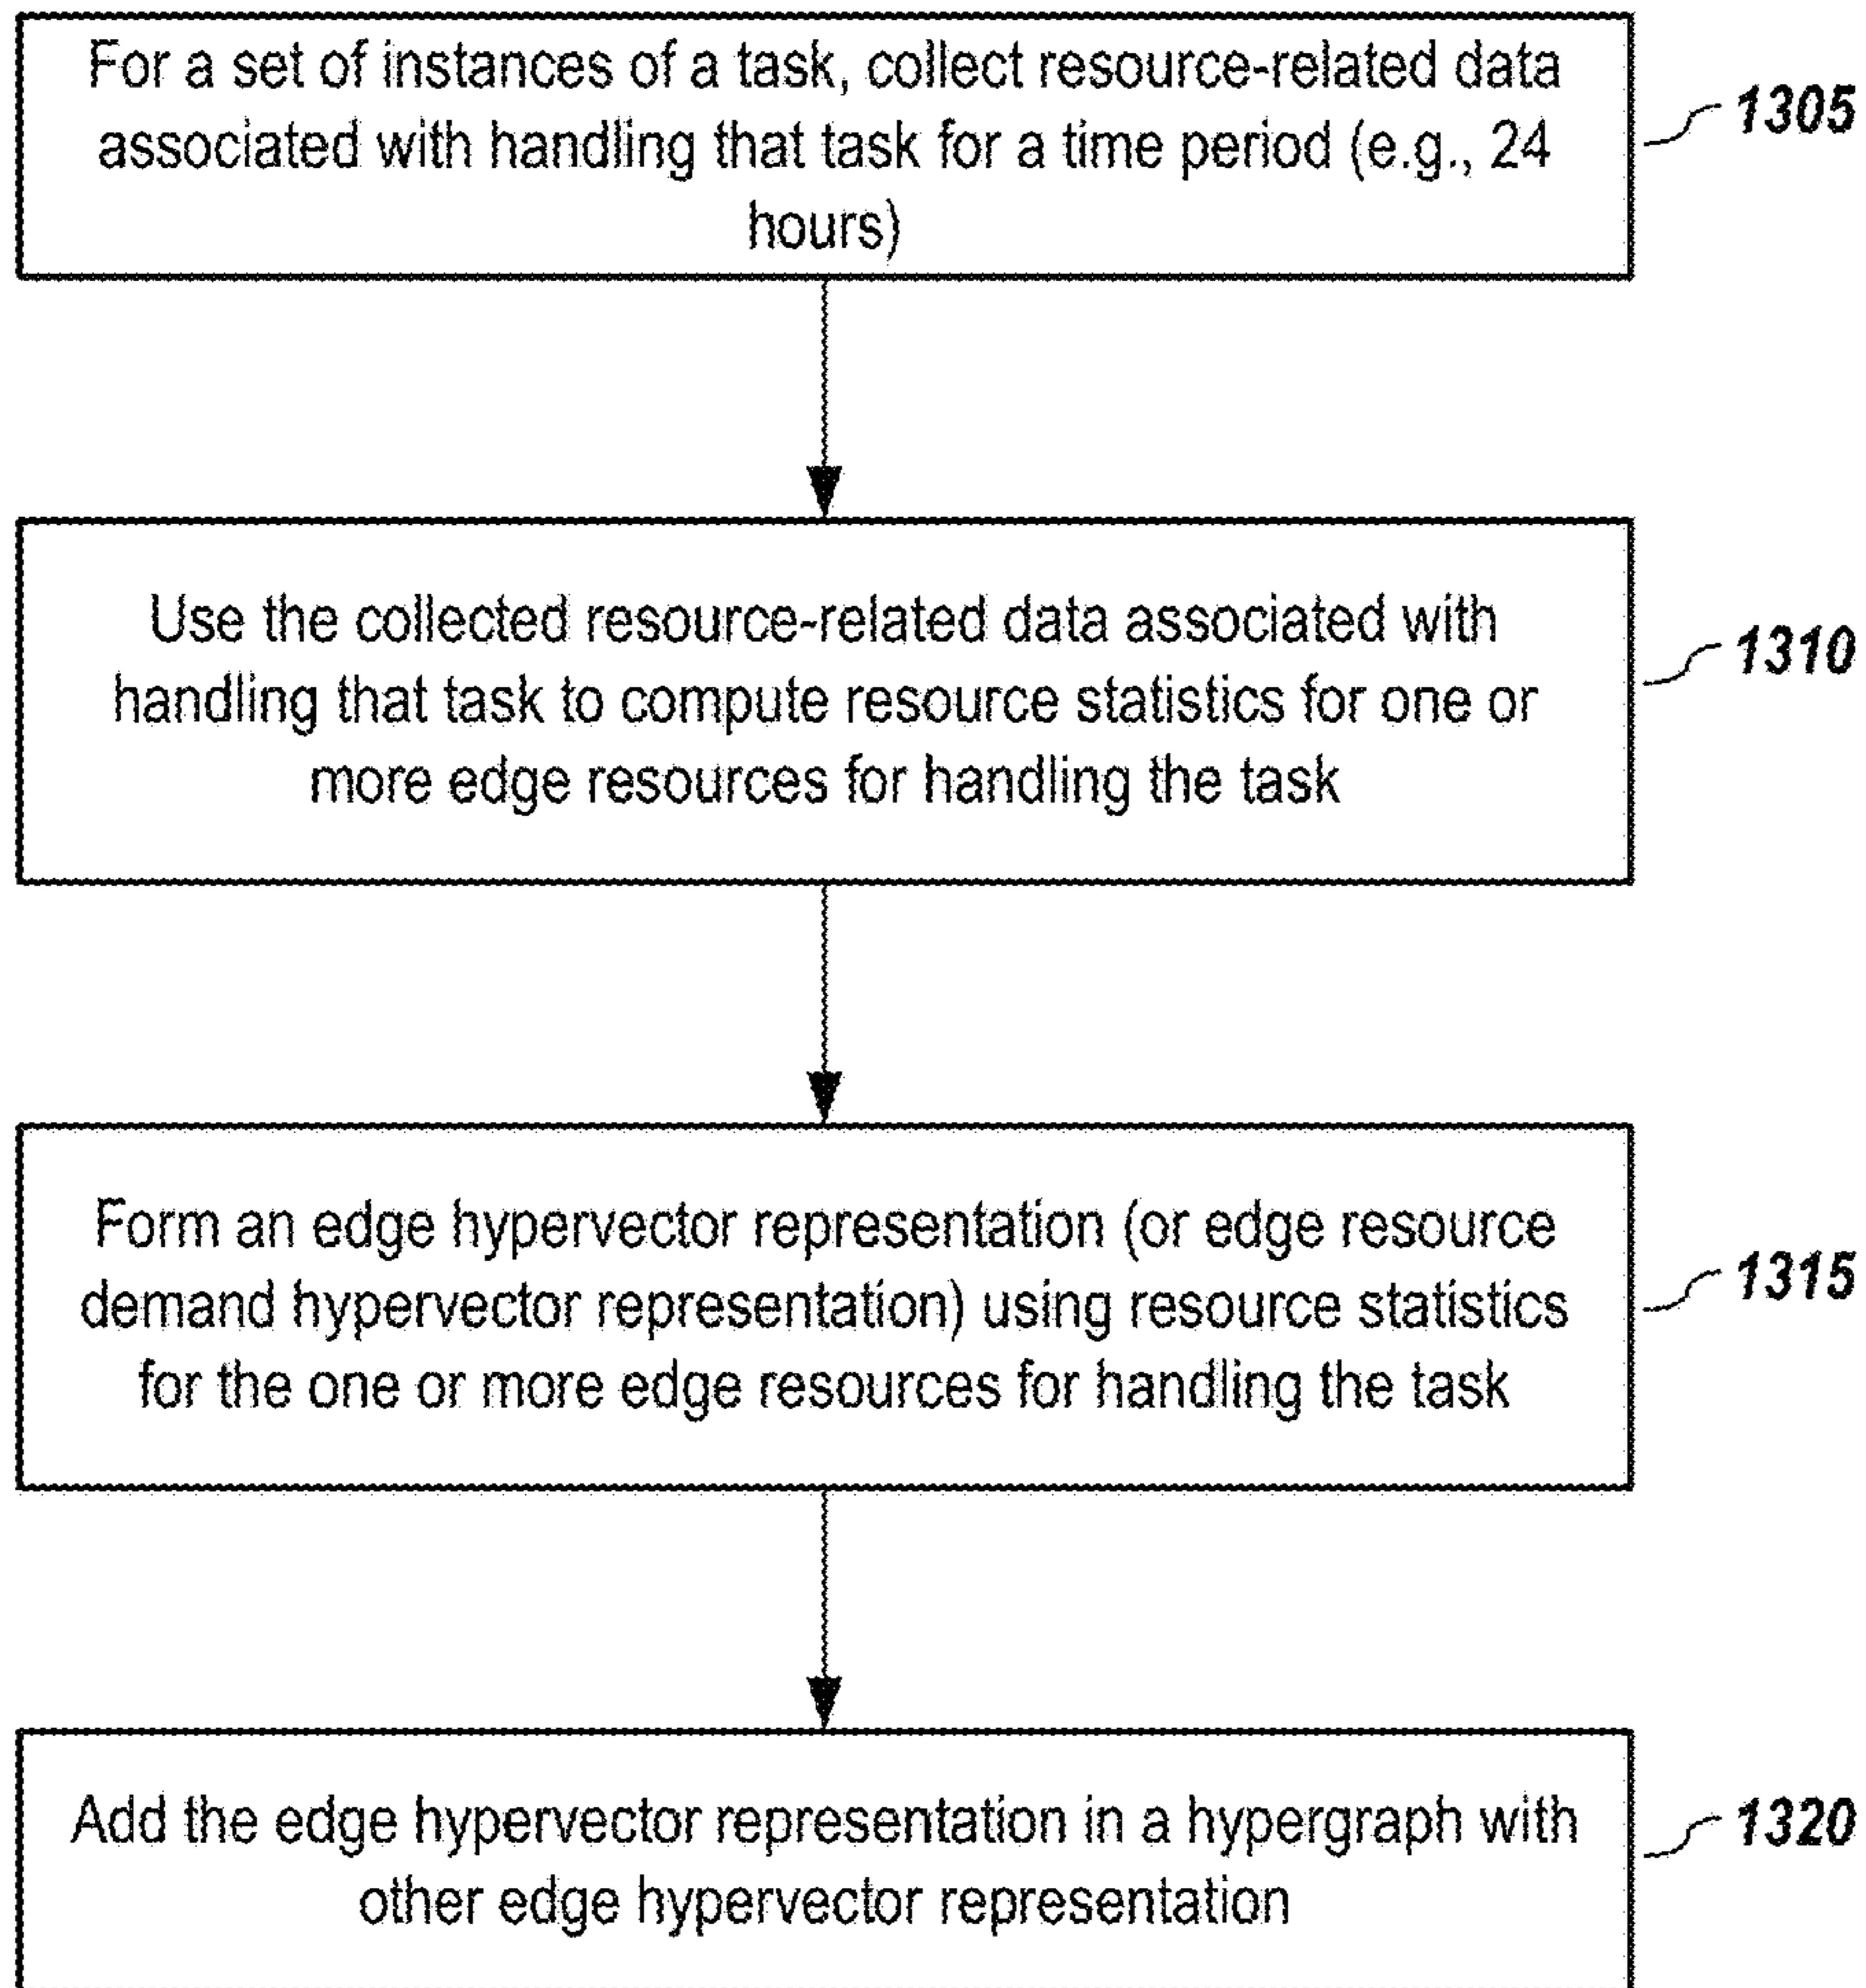 For a set of instances of a task, collect resource-related data
associated with handling that task for a time period (e.g., 24
hours)
1305
Use the collected resource-related data associated with
handling that task to compute resource statistics for one or
more edge resources for handling the task
1310
Form an edge hypervector representation (or edge resource
demand hypervector representation) using resource statistics
for the one or more edge resources for handling the task
1315
Add the edge hypervector representation in a hypergraph with
other edge hypervector representation
1320